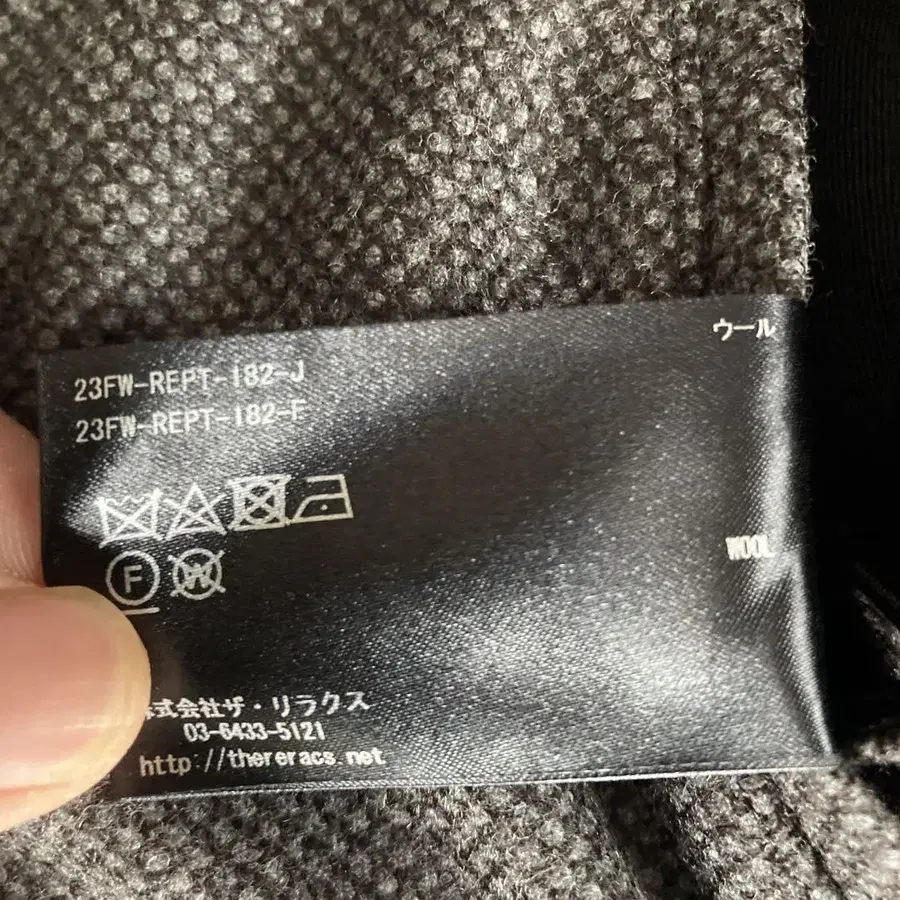 23FW-REPT-182-J
23FW-REPT-182-F
ウール
WOOL
F
W
株式会社ザ・リラクス
03-6433-5121
http://thereracs.net